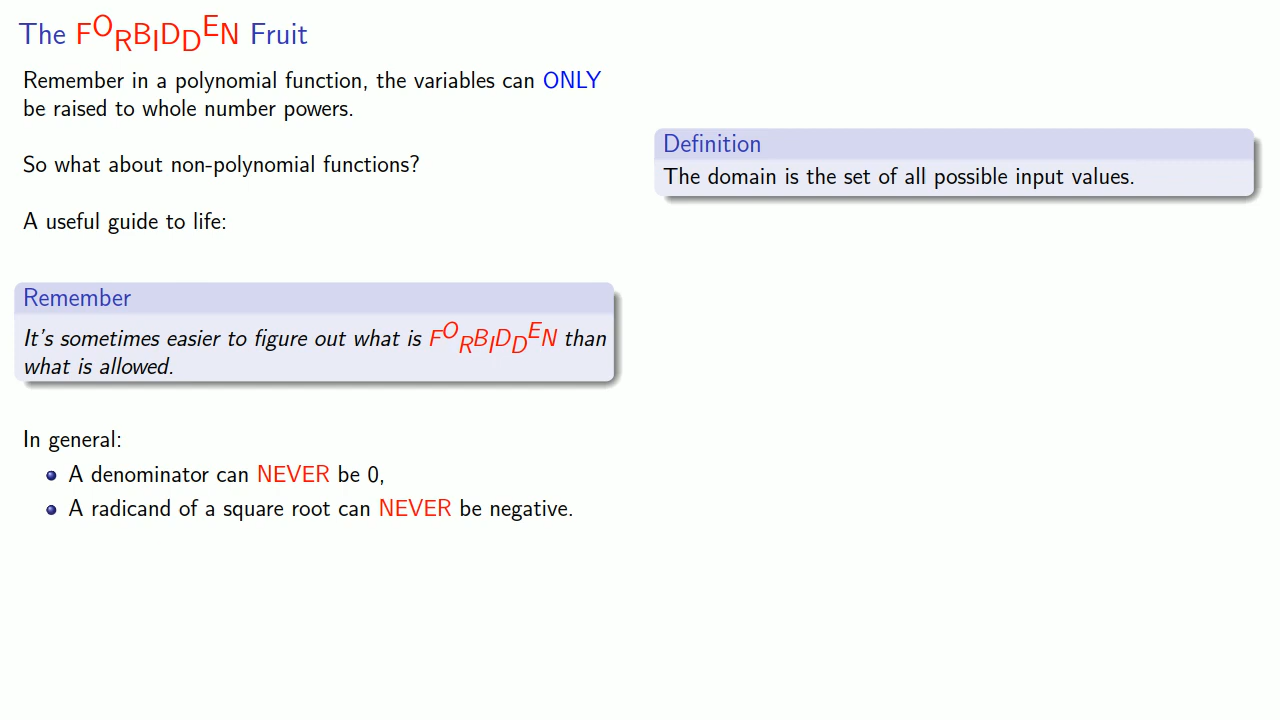 The FORBIDDEN Fruit
Remember in a polynomial function, the variables can ONLY
be raised to whole number powers.
So what about non-polynomial functions?
A useful guide to life:
Remember
It's sometimes easier to figure out what is FORBIDDEN than
what is allowed.
In general:
A denominator can NEVER be 0,
A radicand of a square root can NEVER be negative.
Definition
The domain is the set of all possible input values.